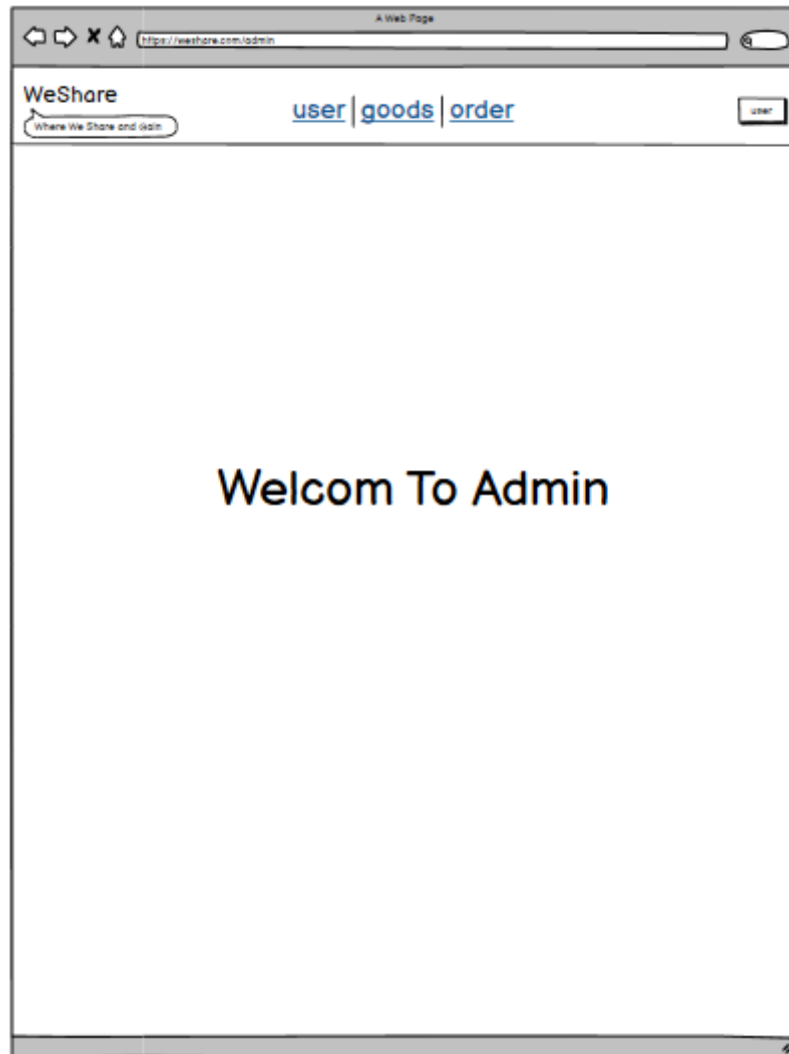 A Web Page
https://weshare.com/admin
WeShare
Where We Share and Gain
user goods order
user
Welcom To Admin